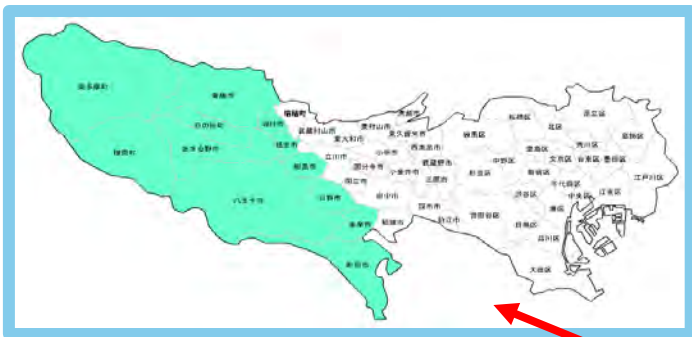 奥多摩町
青梅市
瑞穂町
清瀬市
板橋区
足立区
日の出町
羽村市
武蔵村山市
東村山市
北区
葛飾区
東大和市
東久留米市
練馬区
檜原村
あきる野市
福生市
小平市
西東京市
豊島区
荒川区
立川市
昭島市
国分寺市
武蔵野市
中野区
文京区
台東区
墨田区
小金井市
三鷹市
杉並区
新宿区
江戸川区
国立市
千代田区
八王子市
日野市
府中市
渋谷区
中央区
江東区
調布市
港区
多摩市
稲城市
狛江市
世田谷区
目黒区
品川区
町田市
大田区